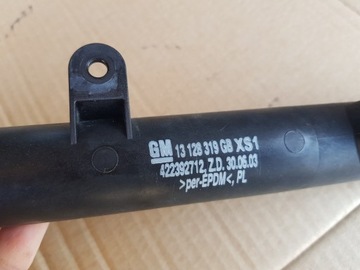 GM 13 128 319 GB XS1
422392712, Z.D. 30.06.03
>per-EPDM<, PL